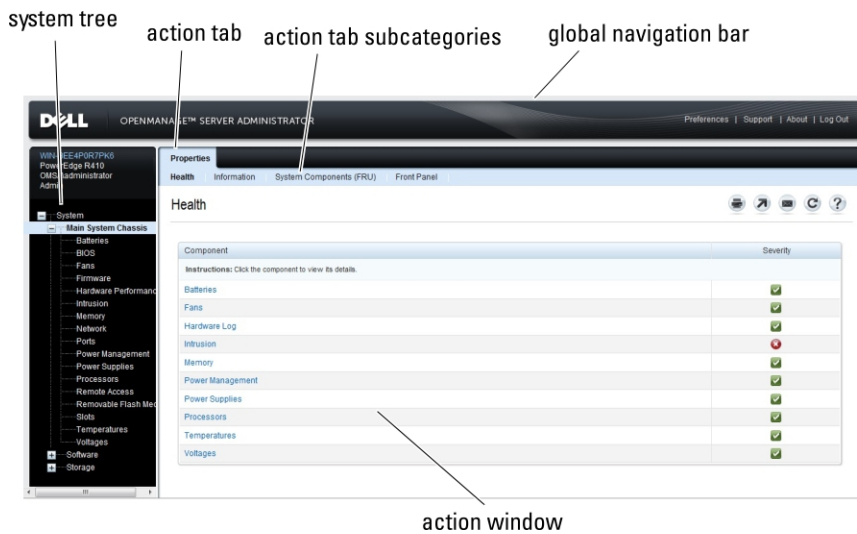 system tree
action tab
action tab subcategories
global navigation bar
DELL
OPENMANAGE™ SERVER ADMINISTRATOR
Preferences | Support | About | Log Out
PowerEdge R410
Admin
Properties
Health
Information
System Components (FRU)
Front Panel
Health
System
Main System Chassis
Batteries
BIOS
Fans
Firmware
Hardware Performanc
Intrusion
Memory
Network
Ports
Power Management
Power Supplies
Processors
Remote Access
Removable Flash Med
Slots
Temperatures
Voltages
Software
Storage
Component Severity
Instructions: Click the component to view its details.
Batteries
Fans
Hardware Log
Intrusion
Memory
Power Management
Power Supplies
Processors
Temperatures
Voltages
action window